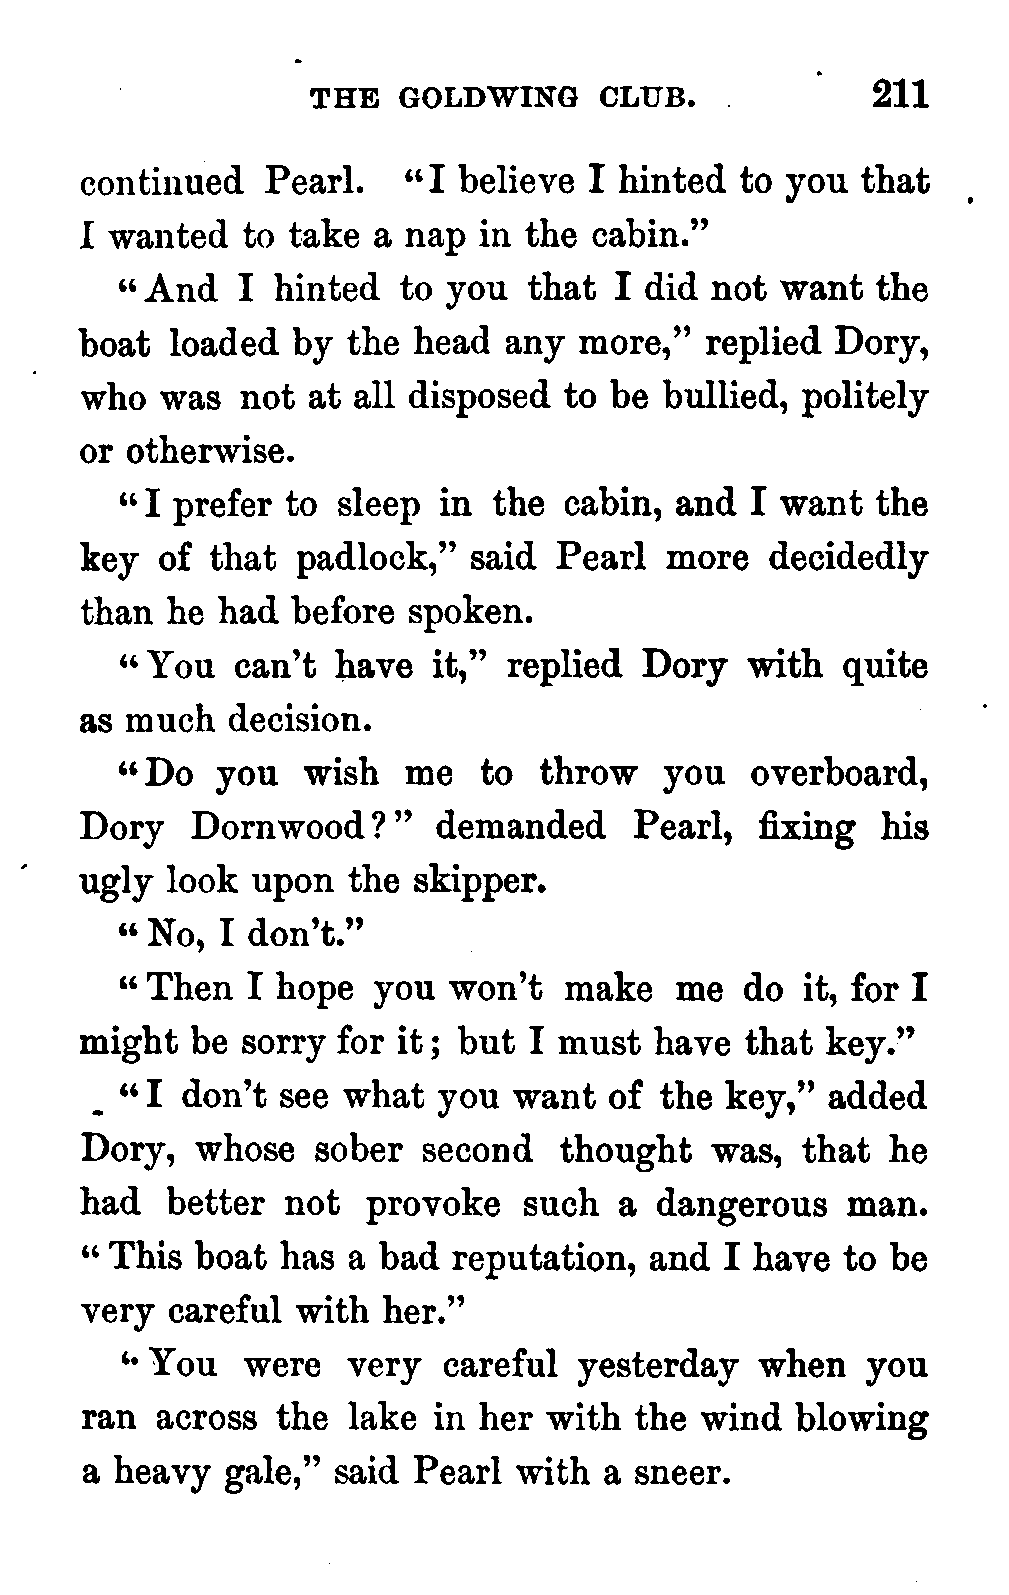 THE GOLDWING CLUB. 211
continued Pearl. “I believe I hinted to you that
I wanted to take a nap in the cabin.”
“And I hinted to you that I did not want the
boat loaded by the head any more,” replied Dory,
who was not at all disposed to be bullied, politely
or otherwise.
“I prefer to sleep in the cabin, and I want the
key of that padlock,” said Pearl more decidedly
than he had before spoken.
“You can’t have it,” replied Dory with quite
as much decision.
“Do you wish me to throw you overboard,
Dory Dornwood?” demanded Pearl, fixing his
ugly look upon the skipper.
“No, I don’t.”
“Then I hope you won’t make me do it, for I
might be sorry for it; but I must have that key.”
“I don’t see what you want of the key,” added
Dory, whose sober second thought was, that he
had better not provoke such a dangerous man.
“This boat has a bad reputation, and I have to be
very careful with her.”
“You were very careful yesterday when you
ran across the lake in her with the wind blowing
a heavy gale,” said Pearl with a sneer.